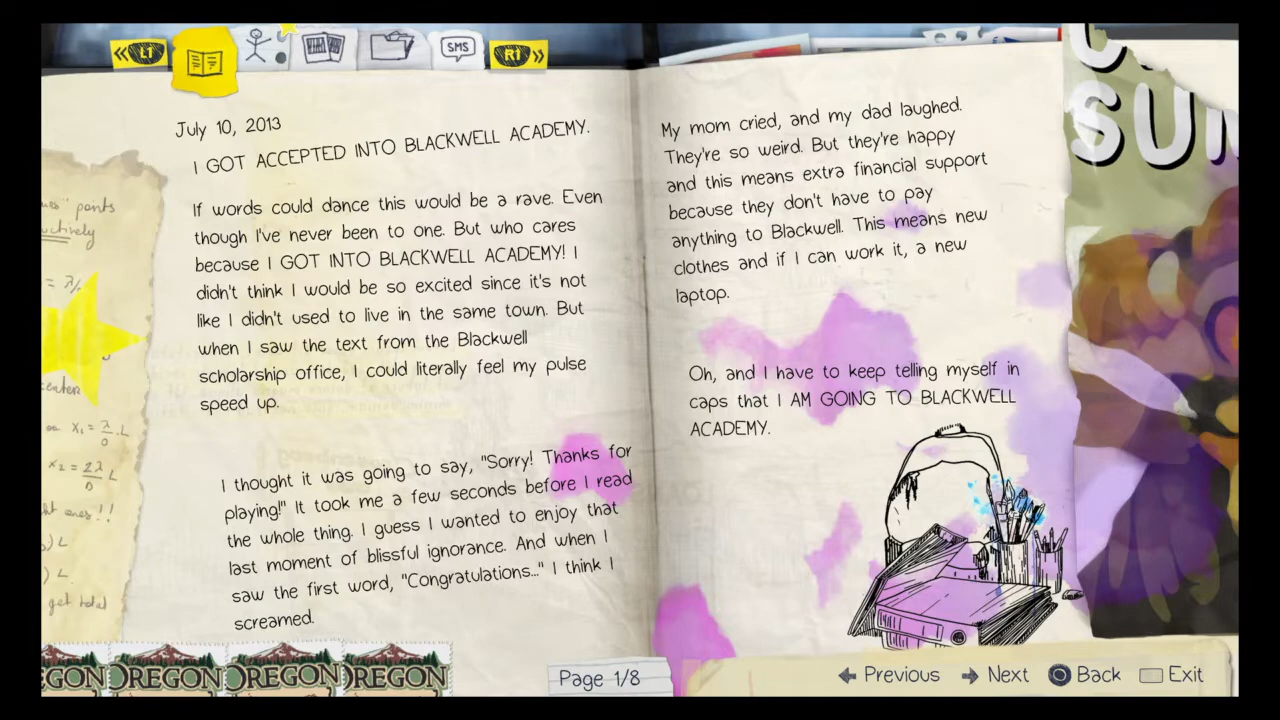 L1
SMS
R1
July 10, 2013
I GOT ACCEPTED INTO BLACKWELL ACADEMY.
If words could dance this would be a rave. Even
though I've never been to one. But who cares
because I GOT INTO BLACKWELL ACADEMY! I
didn't think I would be so excited since it's not
like I didn't used to live in the same town. But
when I saw the text from the Blackwell
scholarship office, I could literally feel my pulse
speed up.
I thought it was going to say, "Sorry! Thanks for
playing!" It took me a few seconds before I read
the whole thing. I guess I wanted to enjoy that
last moment of blissful ignorance. And when I
saw the first word, "Congratulations..." I think I
screamed.
My mom cried, and my dad laughed.
They're so weird. But they're happy
and this means extra financial support
because they don't have to pay
anything to Blackwell. This means new
clothes and if I can work it, a new
laptop.
Oh, and I have to keep telling myself in
caps that I AM GOING TO BLACKWELL
ACADEMY.
points
get total
OREGON OREGON OREGON
Page 1/8
Previous Next Back Exit